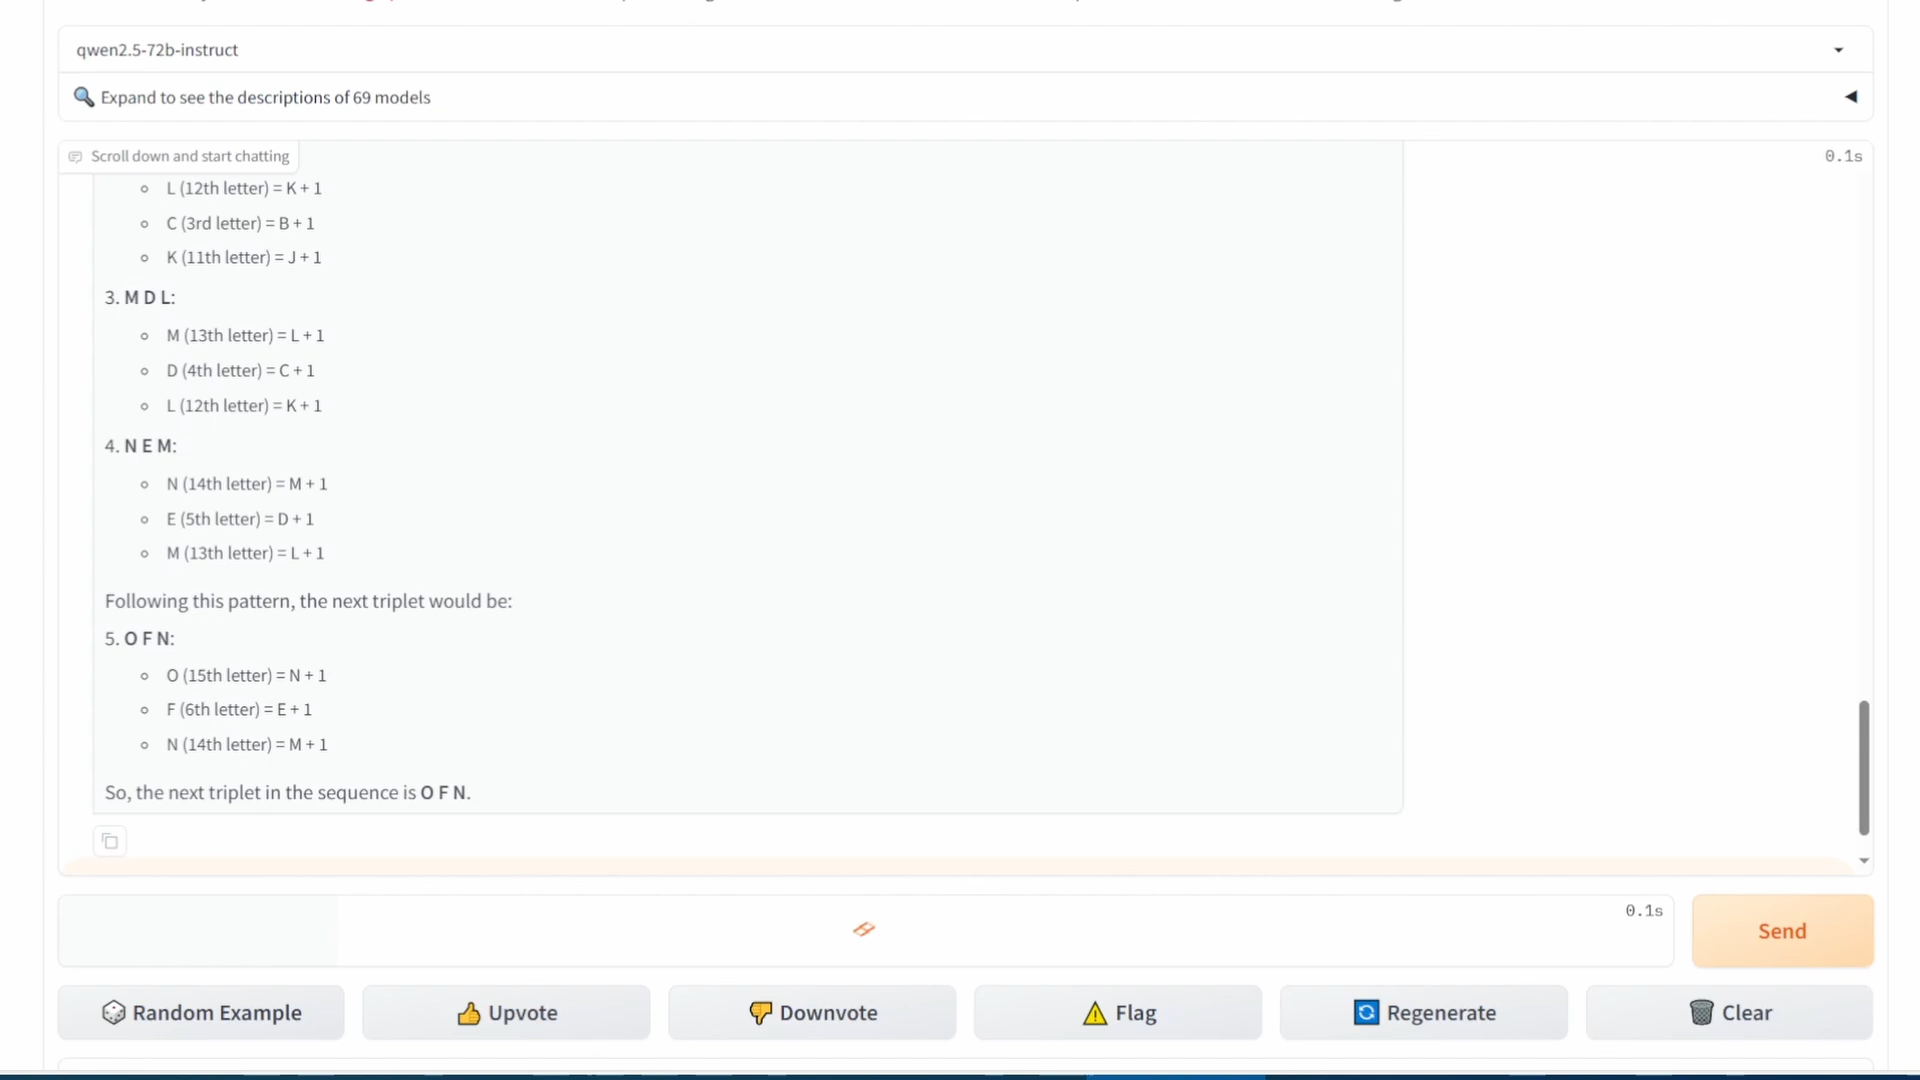 qwen2.5-72b-instruct
🔍 Expand to see the descriptions of 69 models
Scroll down and start chatting
0.1s
L (12th letter) = K + 1
C (3rd letter) = B + 1
K (11th letter) = J + 1
3. M D L:
M (13th letter) = L + 1
D (4th letter) = C + 1
L (12th letter) = K + 1
4. N E M:
N (14th letter) = M + 1
E (5th letter) = D + 1
M (13th letter) = L + 1
Following this pattern, the next triplet would be:
5. O F N:
O (15th letter) = N + 1
F (6th letter) = E + 1
N (14th letter) = M + 1
So, the next triplet in the sequence is O F N.
0.1s
Send
Random Example
Upvote
Downvote
Flag
Regenerate
Clear